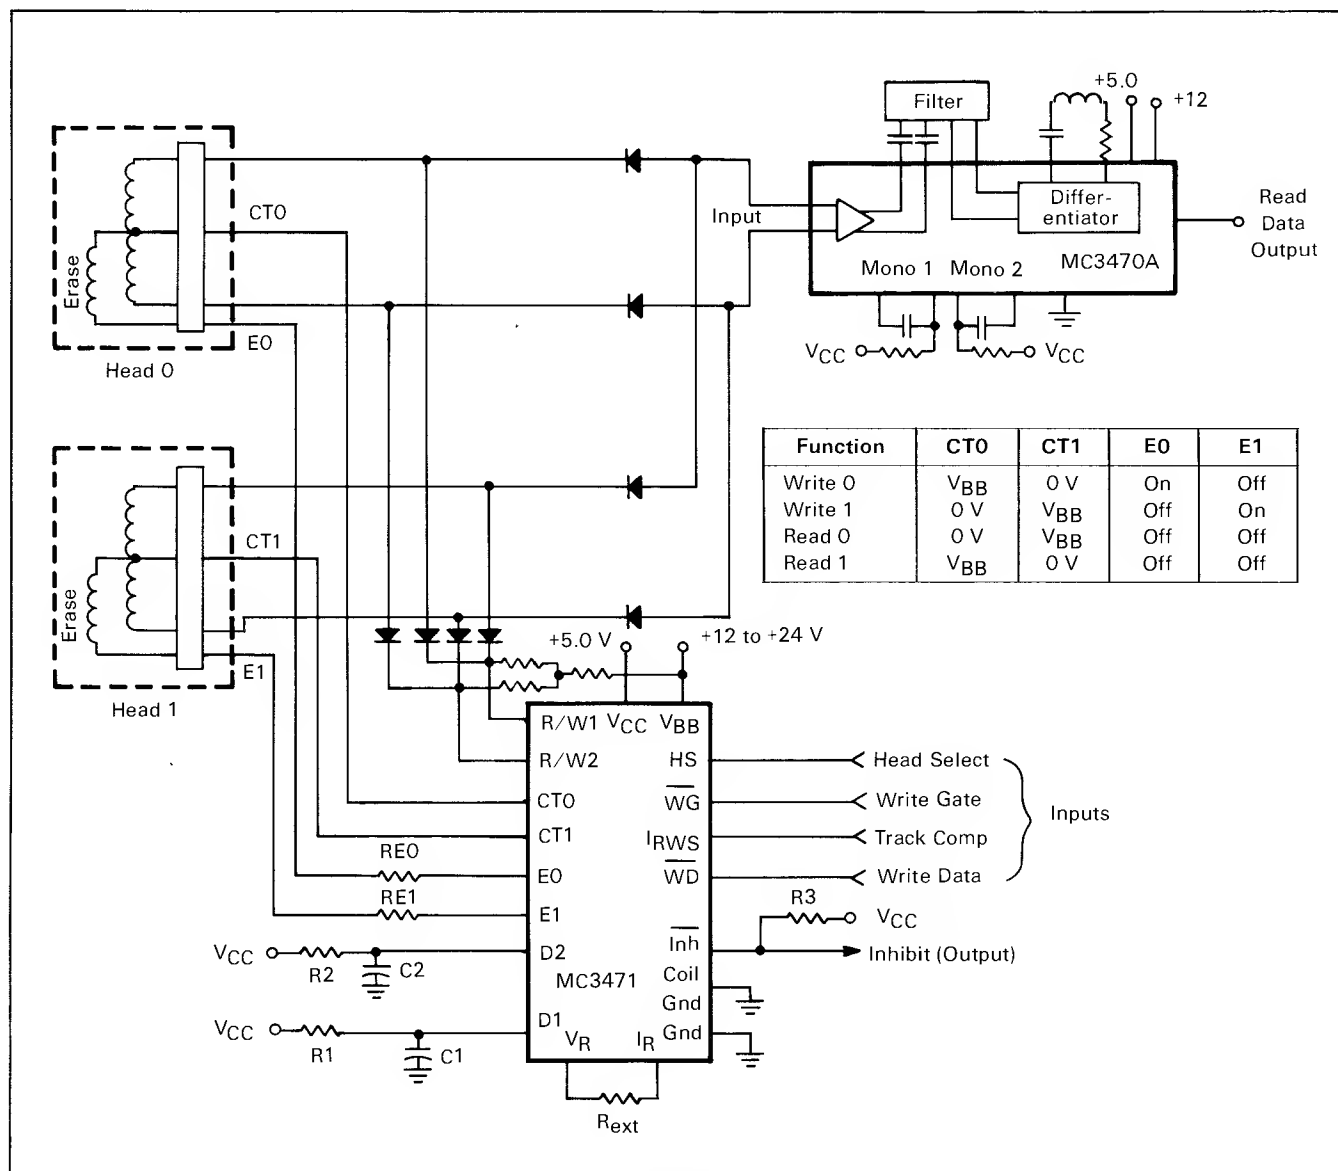 +5.0
+12
Filter
CT0
Erase
E0
Head 0
Input
Differ-
entiator
MC3470A
Mono 1 Mono 2
VCC
VCC
Read
Data
Output
Function CT0 CT1 E0 E1
Write 0 VBB 0 V On Off
Write 1 0 V VBB Off On
Read 0 0 V VBB Off Off
Read 1 VBB 0 V Off Off
CT1
Erase
E1
Head 1
+5.0 V
+12 to +24 V
R/W1 VCC VBB
R/W2 HS Head Select
CT0 WG Write Gate
Inputs
CT1 IRWS Track Comp
RE0
E0 WD Write Data
RE1
E1
R3
VCC
VCC
R2
C2
D2
Inh
Inhibit (Output)
MC3471
Coil
Gnd
VCC
R1
C1
D1
VR IR Gnd
Rext